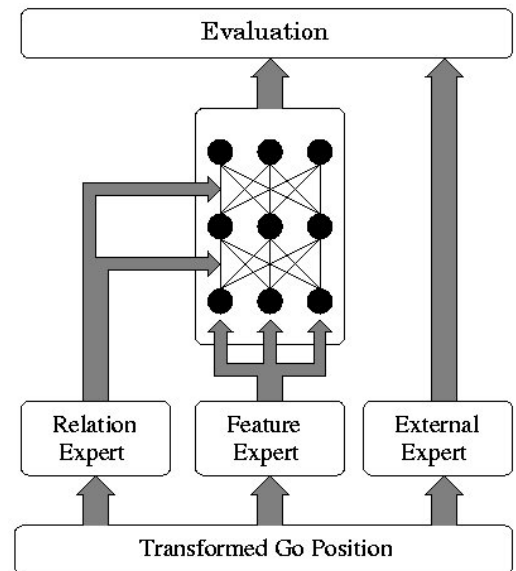 Evaluation
Relation
Expert
Feature
Expert
External
Expert
Transformed Go Position